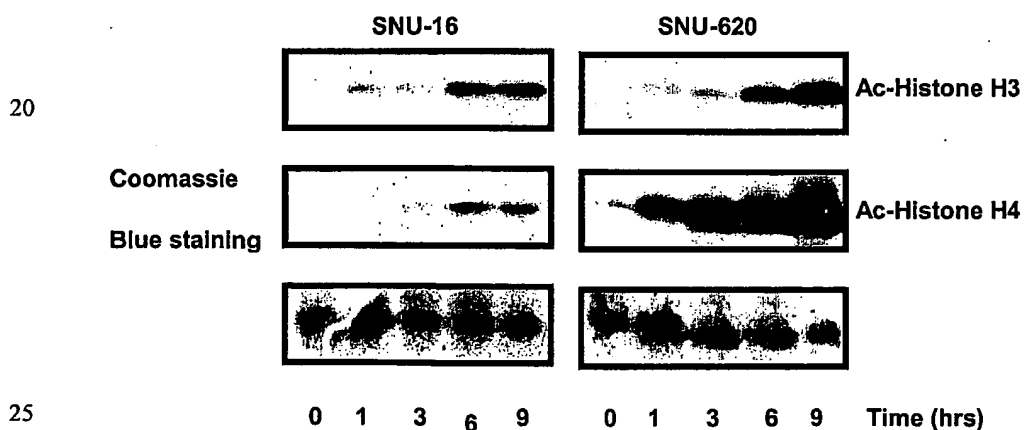 SNU-16 SNU-620
20 Ac-Histone H3
Coomassie
Ac-Histone H4
Blue staining
25 0 1 3 6 9 0 1 3 6 9 Time (hrs)